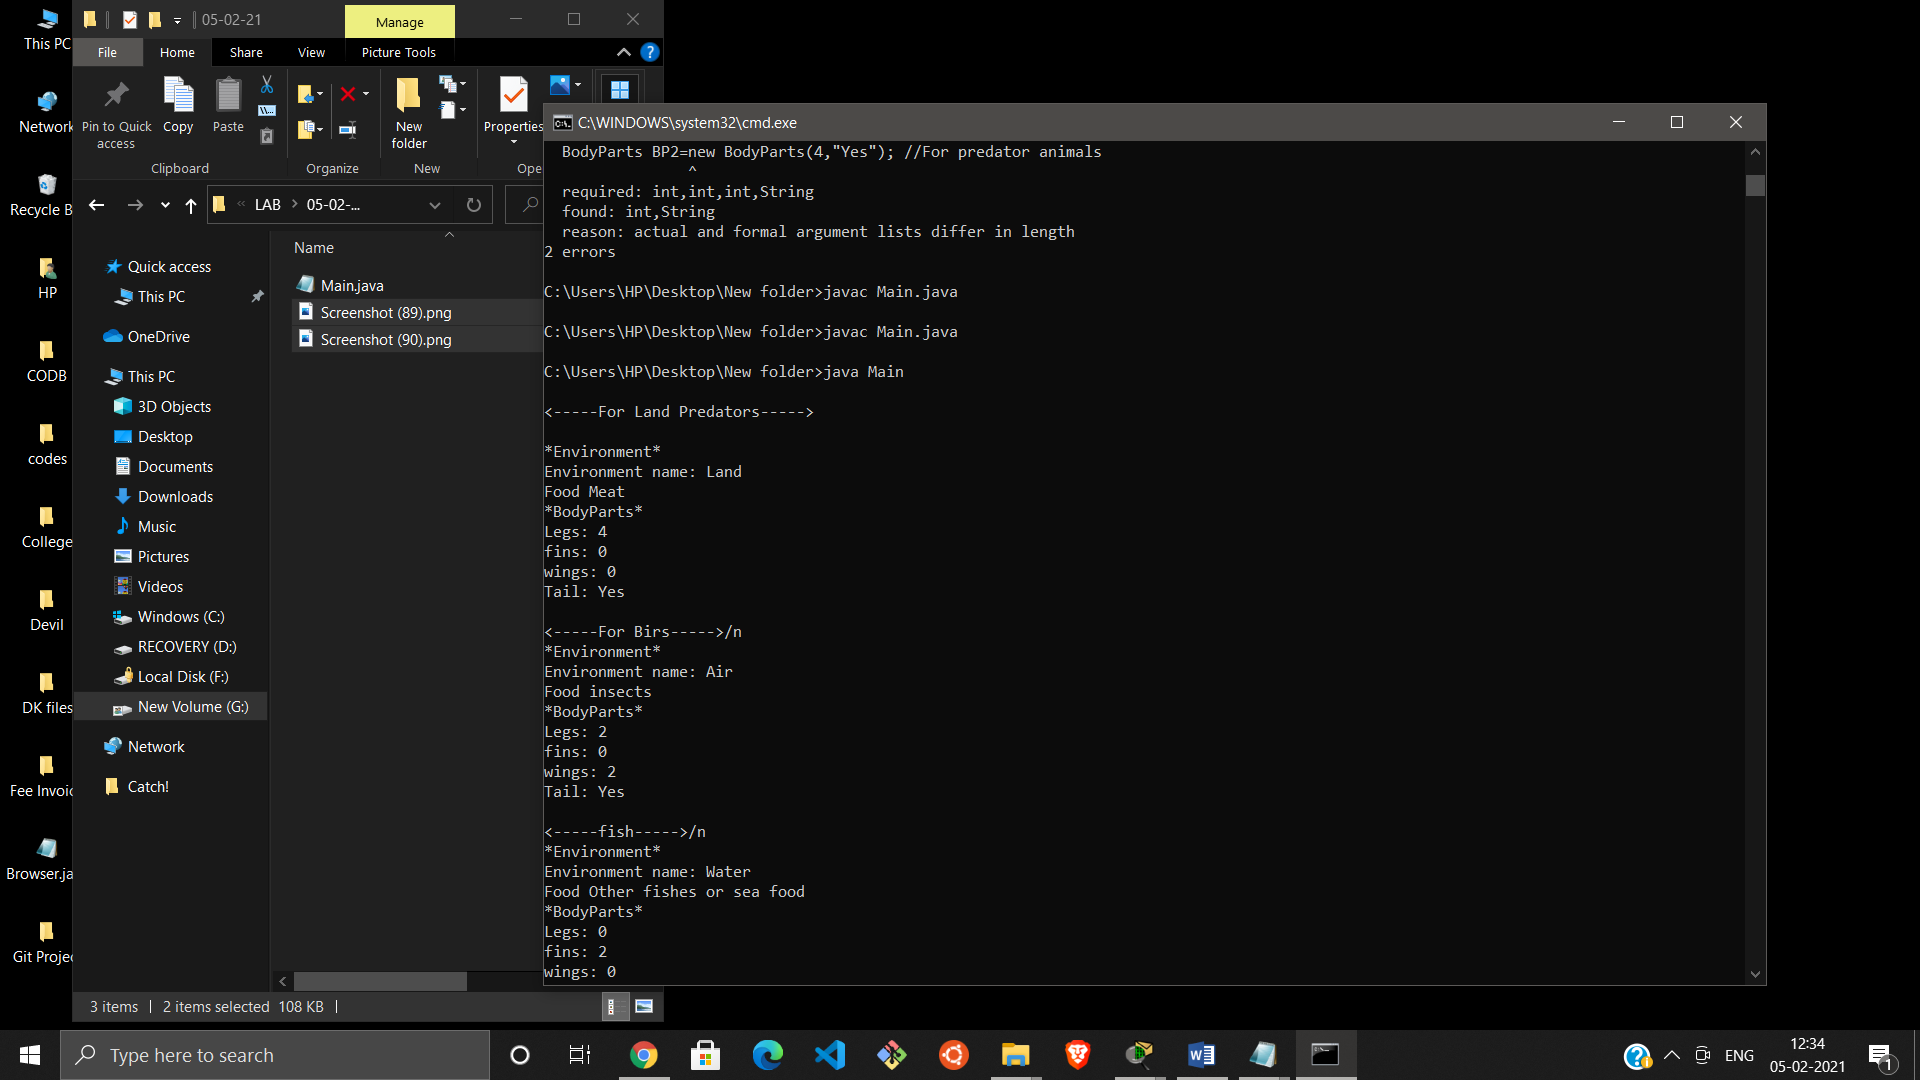 This PC
Network
Recycle B
HP
CODB
codes
College
Devil
DK files
Fee Invoic
Browser.ja
Git Projec
05-02-21
Manage
File
Home
Share
View
Picture Tools
Pin to Quick access
Copy
Paste
New folder
Properties
Clipboard
Organize
New
Ope
LAB
05-02-...
Name
Quick access
This PC
OneDrive
This PC
3D Objects
Desktop
Documents
Downloads
Music
Pictures
Videos
Windows (C:)
RECOVERY (D:)
Local Disk (F:)
New Volume (G:)
Network
Catch!
Main.java
Screenshot (89).png
Screenshot (90).png
3 items
2 items selected 108 KB
C:\WINDOWS\system32\cmd.exe
BodyParts BP2=new BodyParts(4,"Yes"); //For predator animals
^
required: int,int,int,String
found: int,String
reason: actual and formal argument lists differ in length
2 errors
C:\Users\HP\Desktop\New folder>javac Main.java
C:\Users\HP\Desktop\New folder>javac Main.java
C:\Users\HP\Desktop\New folder>java Main
<-----For Land Predators----->
*Environment*
Environment name: Land
Food Meat
*BodyParts*
Legs: 4
fins: 0
wings: 0
Tail: Yes
<-----For Birs----->/n
*Environment*
Environment name: Air
Food insects
*BodyParts*
Legs: 2
fins: 0
wings: 2
Tail: Yes
<-----fish----->/n
*Environment*
Environment name: Water
Food Other fishes or sea food
*BodyParts*
Legs: 0
fins: 2
wings: 0
Type here to search
ENG
12:34
05-02-2021
1